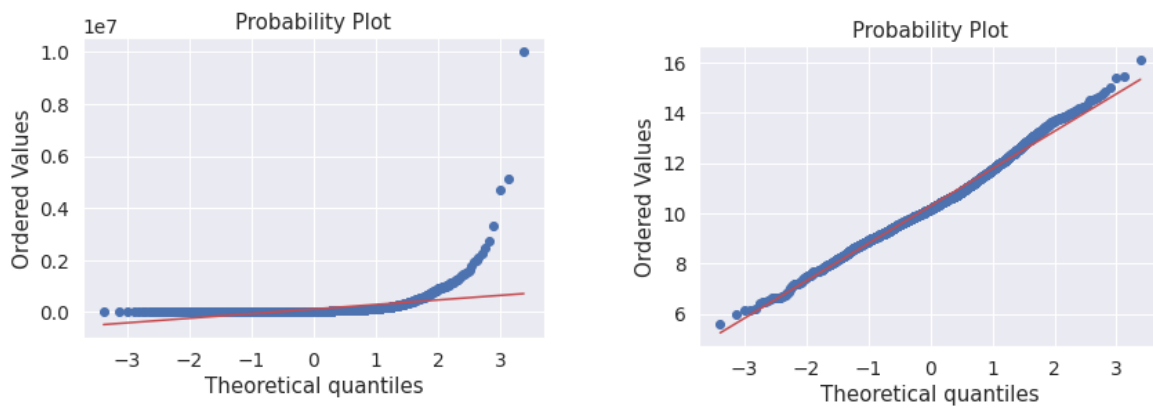 Probability Plot
1e7
1.0
0.8
0.6
0.4
0.2
0.0
Ordered Values
−3 −2 −1 0 1 2 3
Theoretical quantiles
Probability Plot
16
14
12
10
8
6
Ordered Values
−3 −2 −1 0 1 2 3
Theoretical quantiles